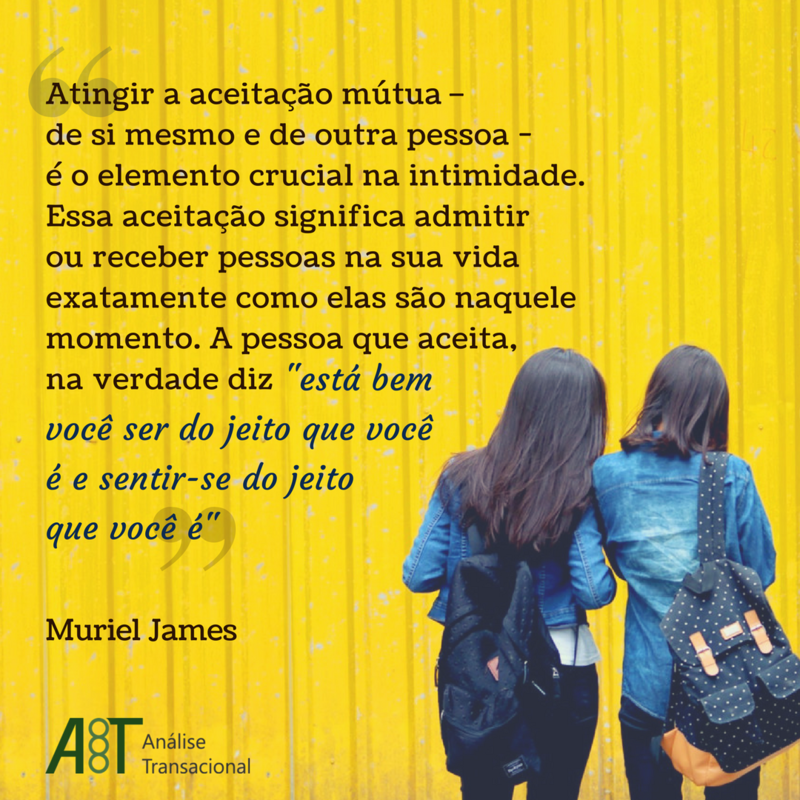 Atingir a aceitação mútua –
de si mesmo e de outra pessoa -
é o elemento crucial na intimidade.
Essa aceitação significa admitir
ou receber pessoas na sua vida
exatamente como elas são naquele
momento. A pessoa que aceita,
na verdade diz "está bem
você ser do jeito que você
é e sentir-se do jeito
que você é"
Muriel James
AT Análise
Transacional